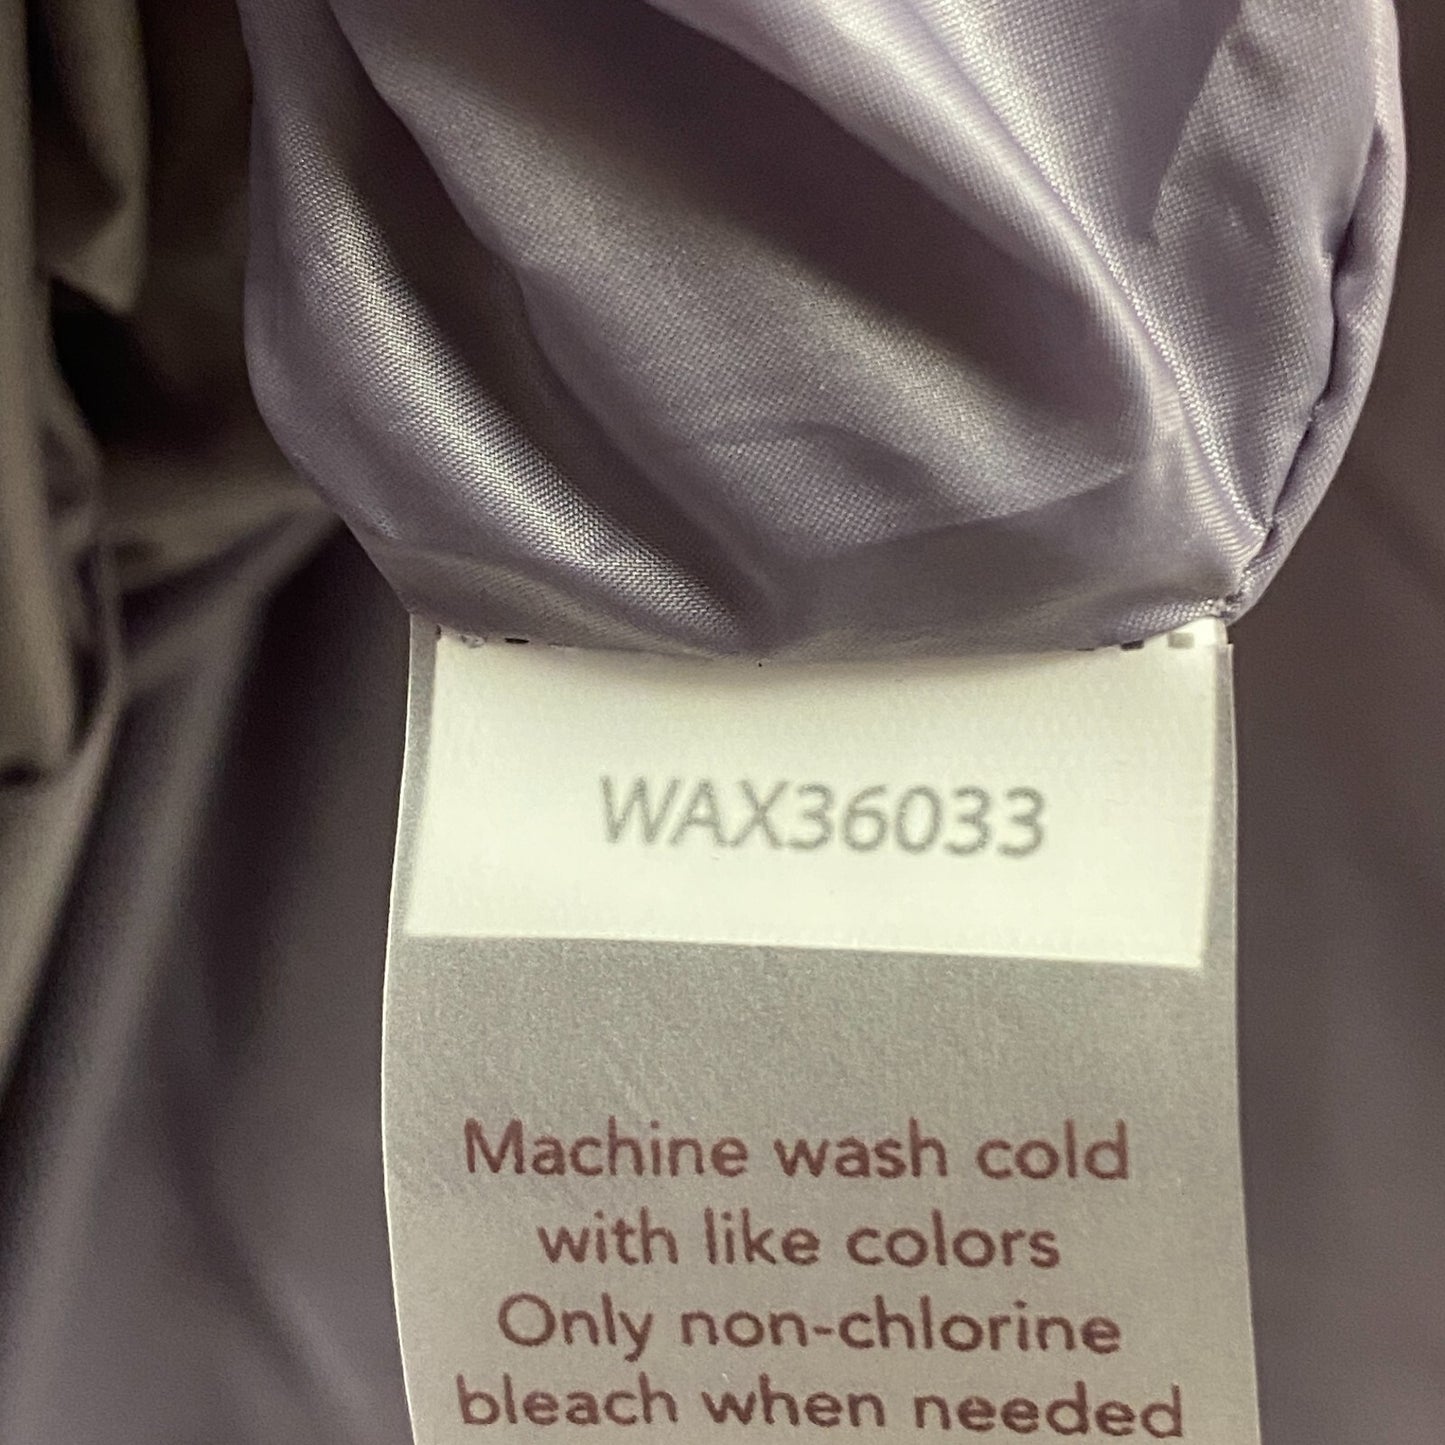 WAX36033
Machine wash cold
with like colors
Only non-chlorine
bleach when needed